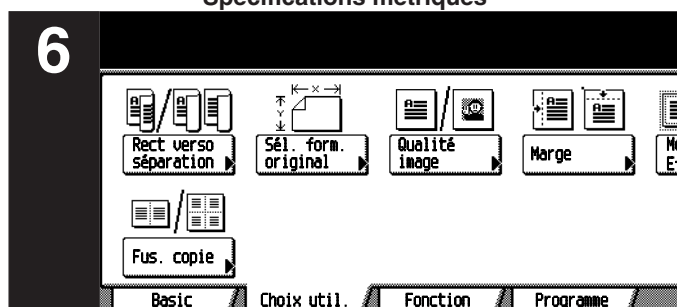 Spécifications métriques
6
Rect verso
séparation
Sél. form.
original
Qualité
image
Marge
Fus. copie
Basic
Choix util.
Fonction
Programme